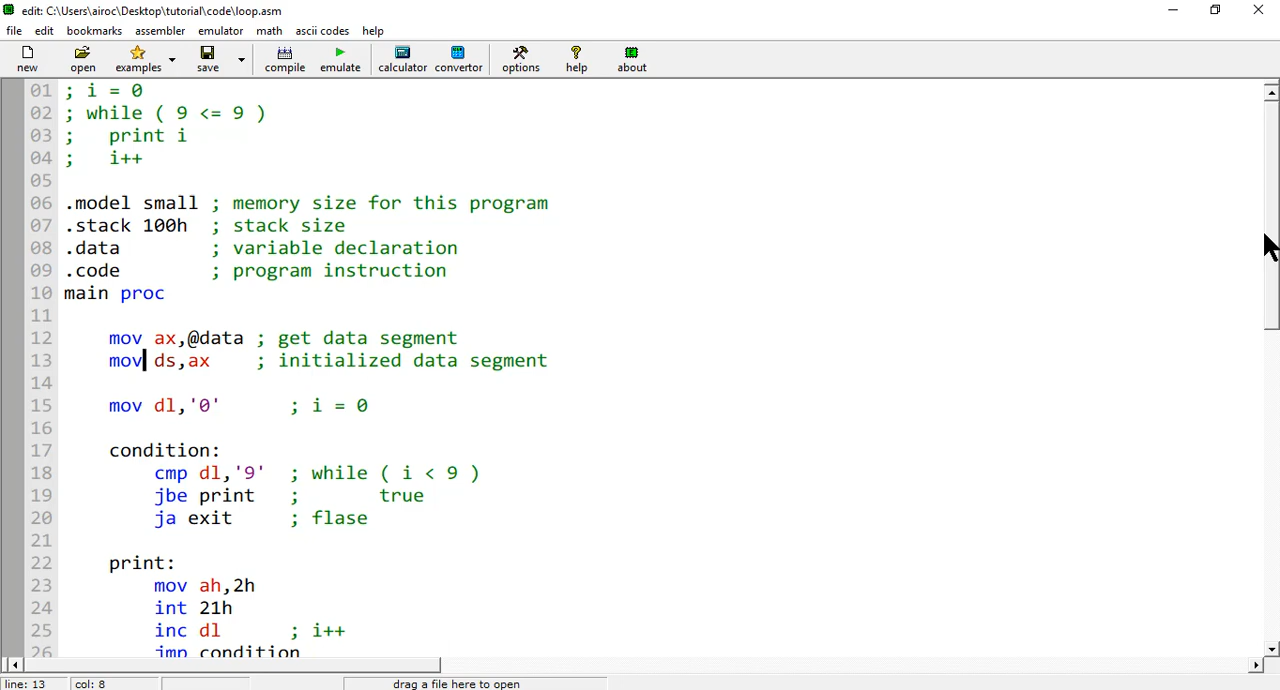 edit: C:\Users\airoc\Desktop\tutorial\code\loop.asm
file edit bookmarks assembler emulator math ascii codes help
new open examples save compile emulate calculator convertor options help about
01 ; i = 0
02 ; while ( 9 <= 9 )
03 ;   print i
04 ;   i++
05
06 .model small ; memory size for this program
07 .stack 100h  ; stack size
08 .data        ; variable declaration
09 .code        ; program instruction
10 main proc
11
12     mov ax,@data ; get data segment
13     mov ds,ax    ; initialized data segment
14
15     mov dl,'0'      ; i = 0
16
17     condition:
18         cmp dl,'9'  ; while ( i < 9 )
19         jbe print   ;       true
20         ja exit     ; flase
21
22     print:
23         mov ah,2h
24         int 21h
25         inc dl      ; i++
26         jmp condition
line: 13 col: 8 drag a file here to open